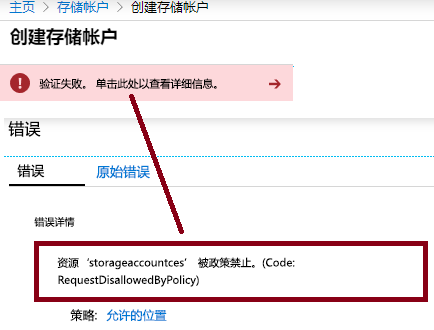 主页 > 存储帐户 > 创建存储帐户
创建存储帐户
验证失败。 单击此处以查看详细信息。 →
错误
错误 原始错误
错误详情
资源‘storageaccountces’ 被政策禁止。(Code:
RequestDisallowedByPolicy)
策略: 允许的位置